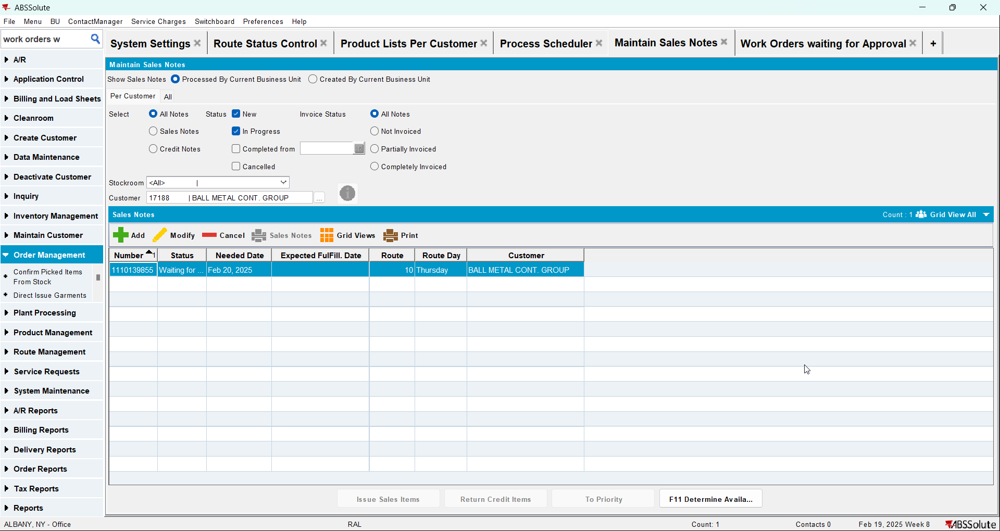 ABSSolute
File Menu BU ContactManager Service Charges Switchboard Preferences Help
work orders w
System Settings Route Status Control Product Lists Per Customer Process Scheduler Maintain Sales Notes Work Orders waiting for Approval +
A/R
Application Control
Billing and Load Sheets
Cleanroom
Create Customer
Data Maintenance
Deactivate Customer
Inquiry
Inventory Management
Maintain Customer
Order Management
Confirm Picked Items
From Stock
Direct Issue Garments
Plant Processing
Product Management
Route Management
Service Requests
System Maintenance
A/R Reports
Billing Reports
Delivery Reports
Order Reports
Tax Reports
Reports
Maintain Sales Notes
Show Sales Notes Processed By Current Business Unit Created By Current Business Unit
Per Customer All
Select All Notes Status New Invoice Status All Notes
Sales Notes In Progress Not Invoiced
Credit Notes Completed from 16 Partially Invoiced
Cancelled Completely Invoiced
Stockroom <All> |
Customer 17188 | BALL METAL CONT. GROUP ...
Sales Notes Count : 1 Grid View All
Add Modify Cancel Sales Notes Grid Views Print
Number 1 Status Needed Date Expected FulFill. Date Route Route Day Customer
1110139855 Waiting for ... Feb 20, 2025 10 Thursday BALL METAL CONT. GROUP
Issue Sales Items Return Credit Items To Priority F11 Determine Availa...
ALBANY, NY - Office RAL Count: 1 Contacts 0 Feb 19, 2025 Week 8 ABSSolute